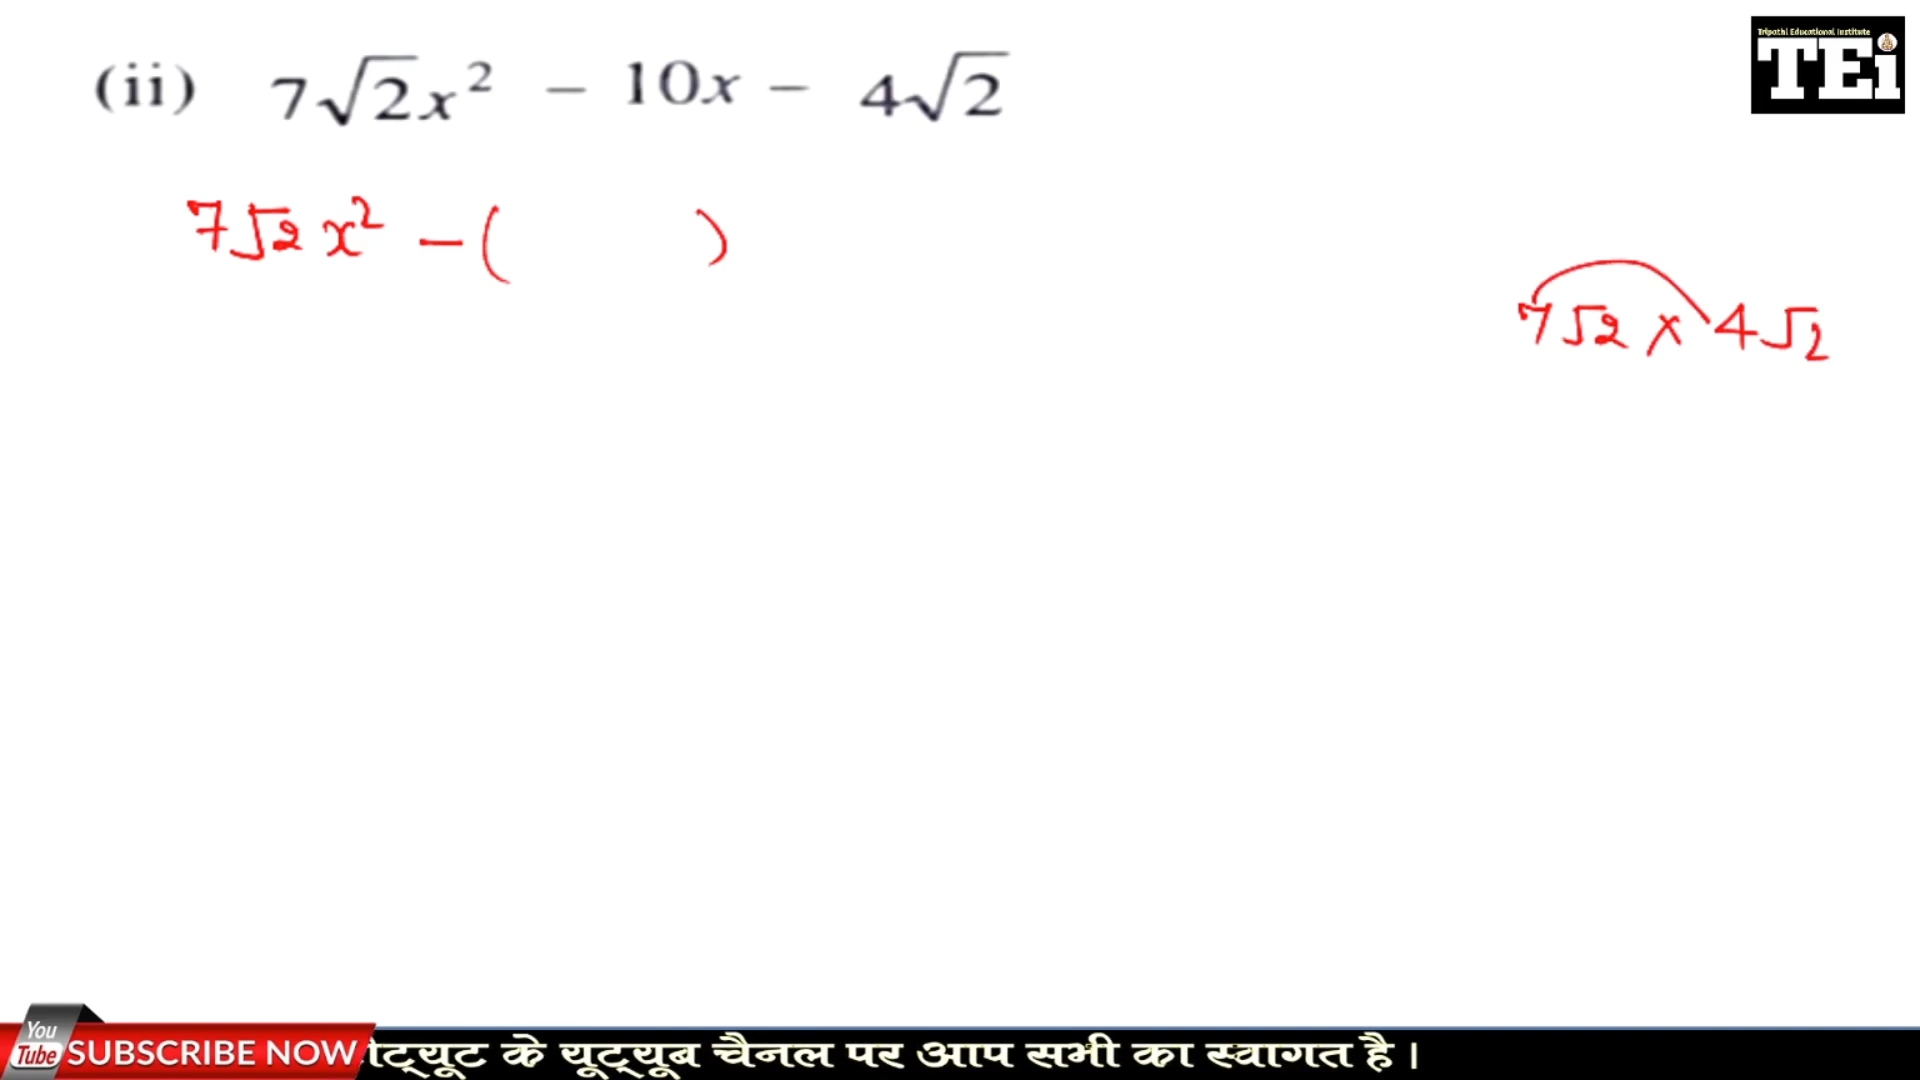 Tripathi Educational Institute
TEi
(ii) 7√2x² − 10x − 4√2
7√2 x² − ( )
7√2 × 4√2
You Tube SUBSCRIBE NOW
ीट्यूट के यूट्यूब चैनल पर आप सभी का स्वागत है।